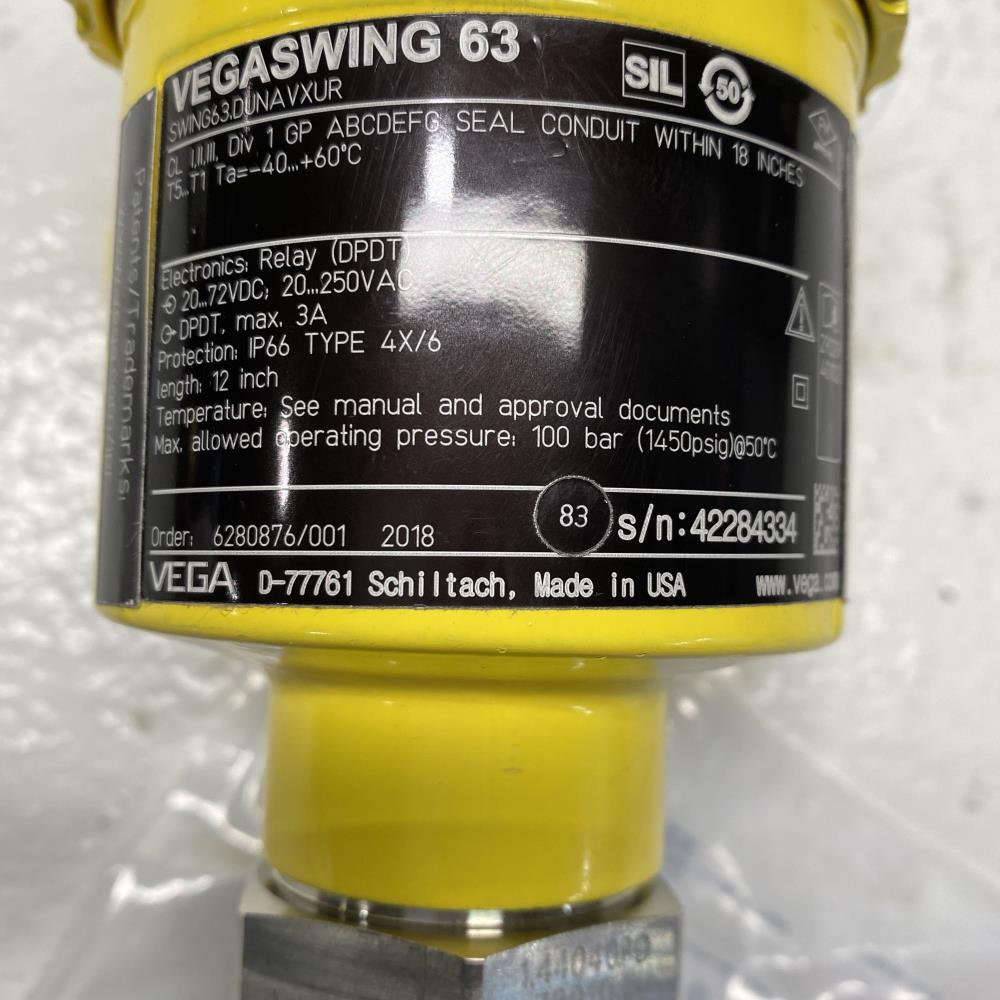 VEGASWING 63
SIL
50
SWING63.DUNAVXUR
CL I,II,III, Div 1 GP ABCDEFG SEAL CONDUIT WITHIN 18 INCHES
T5...T1 Ta=-40...+60°C
Patents/Trademarks:
Electronics: Relay (DPDT)
20...72VDC; 20...250VAC
DPDT, max. 3A
Protection: IP66 TYPE 4X/6
length: 12 inch
Temperature: See manual and approval documents
Max. allowed operating pressure: 100 bar (1450psig)@50°C
Order: 6280876/001 2018
83
s/n:42284334
VEGA D-77761 Schiltach, Made in USA
www.vega.com